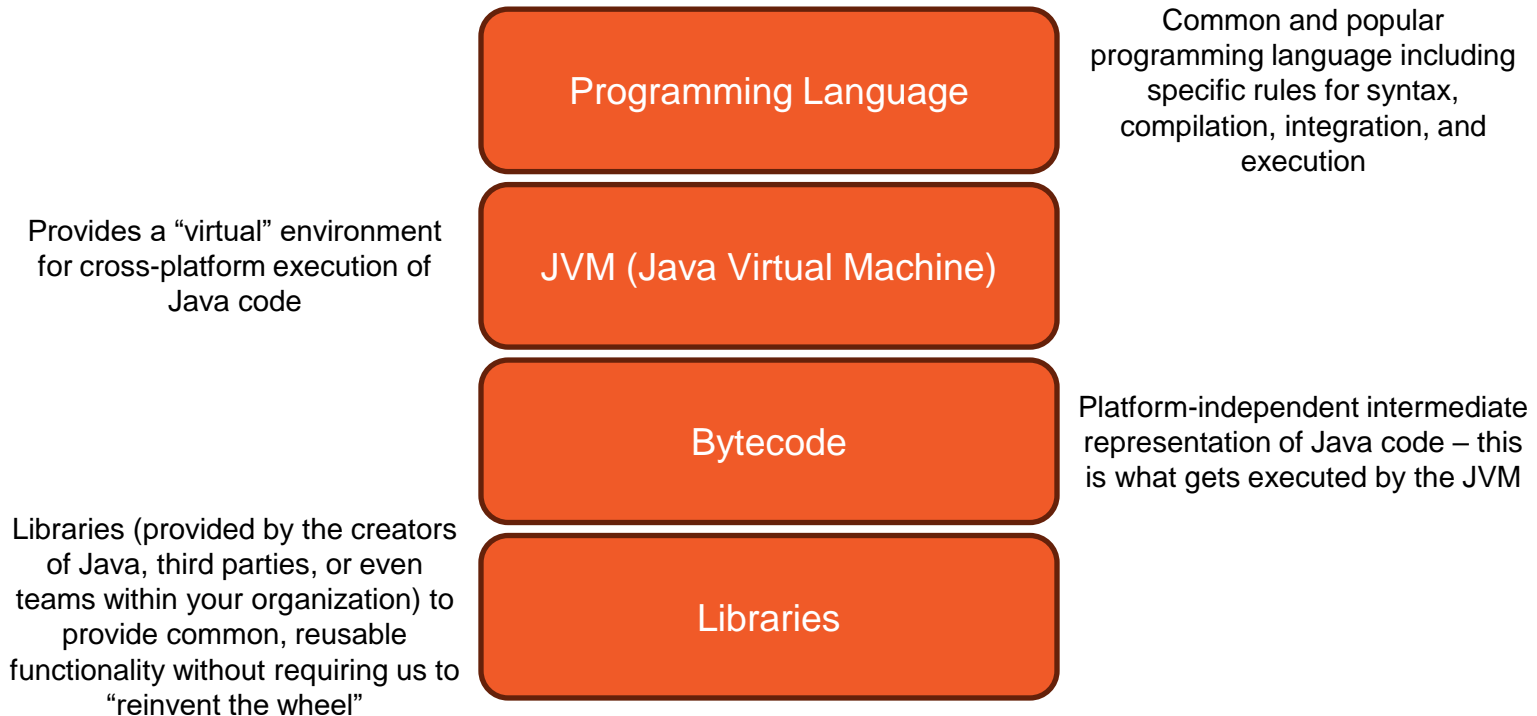 Programming Language
Common and popular
programming language including
specific rules for syntax,
compilation, integration, and
execution
Provides a “virtual” environment
for cross-platform execution of
Java code
JVM (Java Virtual Machine)
Bytecode
Platform-independent intermediate
representation of Java code – this
is what gets executed by the JVM
Libraries (provided by the creators
of Java, third parties, or even
teams within your organization) to
provide common, reusable
functionality without requiring us to
“reinvent the wheel”
Libraries